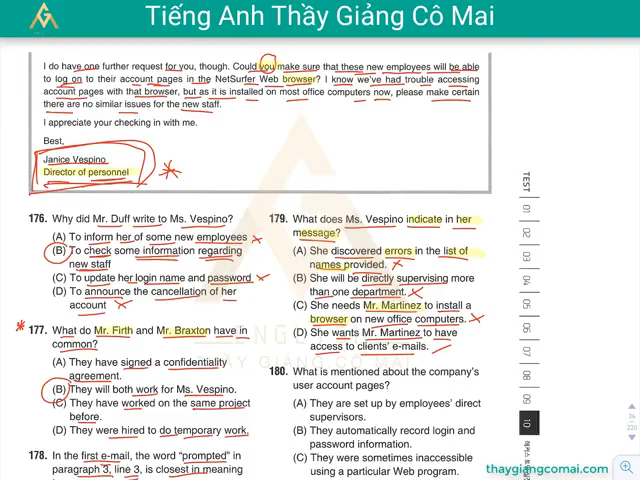 Tiếng Anh Thầy Giảng Cô Mai
I do have one further request for you, though. Could you make sure that these new employees will be able
to log on to their account pages in the NetSurfer Web browser? I know we've had trouble accessing
account pages with that browser, but as it is installed on most office computers now, please make certain
there are no similar issues for the new staff.
I appreciate your checking in with me.
Best,
Janice Vespino
Director of personnel
176. Why did Mr. Duff write to Ms. Vespino?
(A) To inform her of some new employees
(B) To check some information regarding
new staff
(C) To update her login name and password
(D) To announce the cancellation of her
account
177. What do Mr. Firth and Mr. Braxton have in
common?
(A) They have signed a confidentiality
agreement.
(B) They will both work for Ms. Vespino.
(C) They have worked on the same project
before.
(D) They were hired to do temporary work.
178. In the first e-mail, the word "prompted" in
paragraph 3, line 3, is closest in meaning
179. What does Ms. Vespino indicate in her
message?
(A) She discovered errors in the list of
names provided.
(B) She will be directly supervising more
than one department.
(C) She needs Mr. Martinez to install a
browser on new office computers.
(D) She wants Mr. Martinez to have
access to clients' e-mails.
180. What is mentioned about the company's
user account pages?
(A) They are set up by employees' direct
supervisors.
(B) They automatically record login and
password information.
(C) They were sometimes inaccessible
using a particular Web program.
TEST
01
02
03
04
05
06
07
08
09
10
THAY GIANG CO MAI
36
220
thaygiangcomai.com